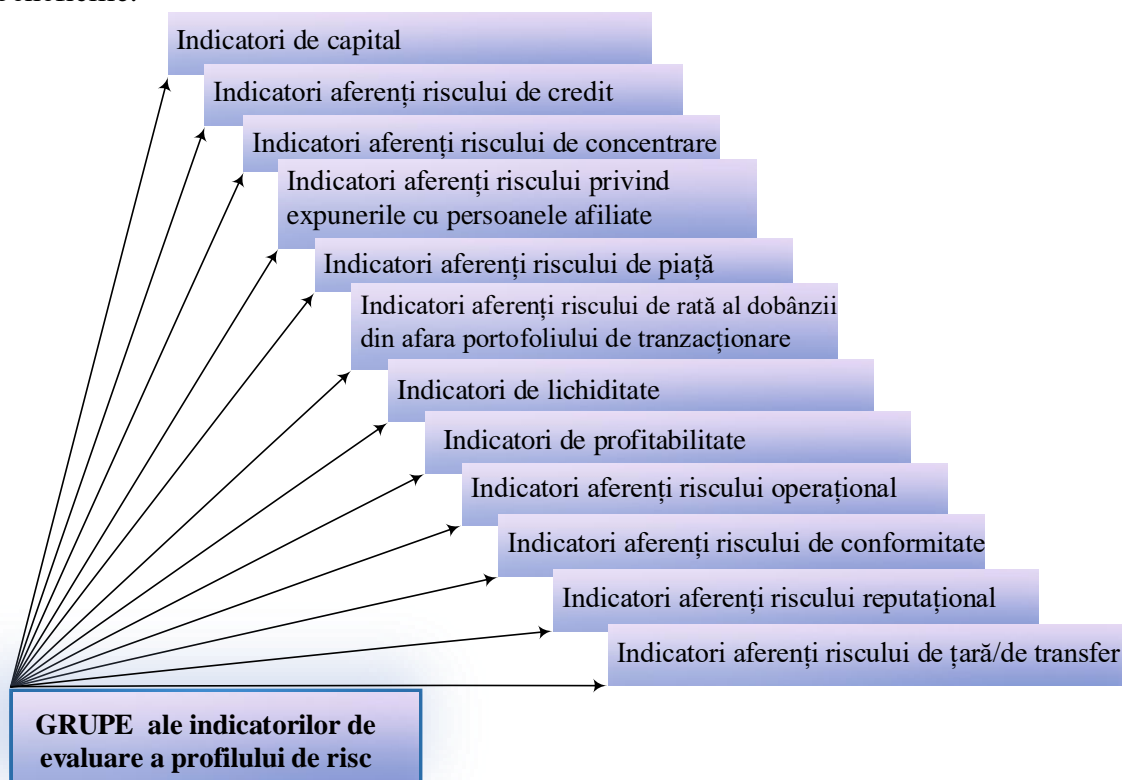 Indicatori de capital
Indicatori aferenți riscului de credit
Indicatori aferenți riscului de concentrare
Indicatori aferenți riscului privind
expunerile cu persoanele afiliate
Indicatori aferenți riscului de piață
Indicatori aferenți riscului de rată al dobânzii
din afara portofoliului de tranzacționare
Indicatori de lichiditate
Indicatori de profitabilitate
Indicatori aferenți riscului operațional
Indicatori aferenți riscului de conformitate
Indicatori aferenți riscului reputațional
Indicatori aferenți riscului de țară/de transfer
GRUPE ale indicatorilor de
evaluare a profilului de risc